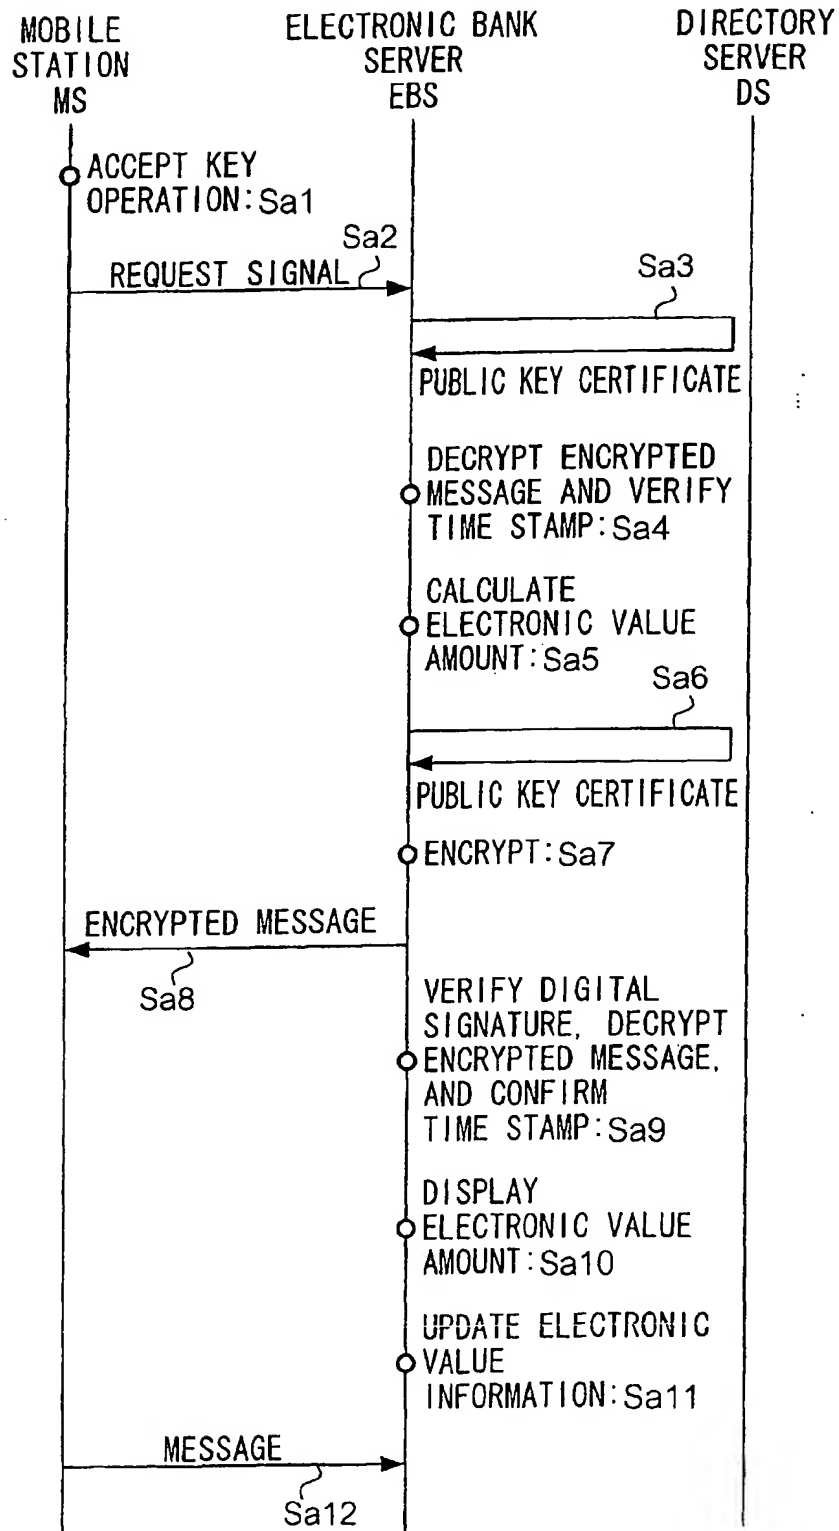 MOBILE
STATION
MS
ELECTRONIC BANK
SERVER
EBS
DIRECTORY
SERVER
DS
ACCEPT KEY
OPERATION:Sa1
Sa2
REQUEST SIGNAL
Sa3
PUBLIC KEY CERTIFICATE
DECRYPT ENCRYPTED
MESSAGE AND VERIFY
TIME STAMP:Sa4
CALCULATE
ELECTRONIC VALUE
AMOUNT:Sa5
Sa6
PUBLIC KEY CERTIFICATE
ENCRYPT:Sa7
ENCRYPTED MESSAGE
Sa8
VERIFY DIGITAL
SIGNATURE, DECRYPT
ENCRYPTED MESSAGE,
AND CONFIRM
TIME STAMP:Sa9
DISPLAY
ELECTRONIC VALUE
AMOUNT:Sa10
UPDATE ELECTRONIC
VALUE
INFORMATION:Sa11
MESSAGE
Sa12